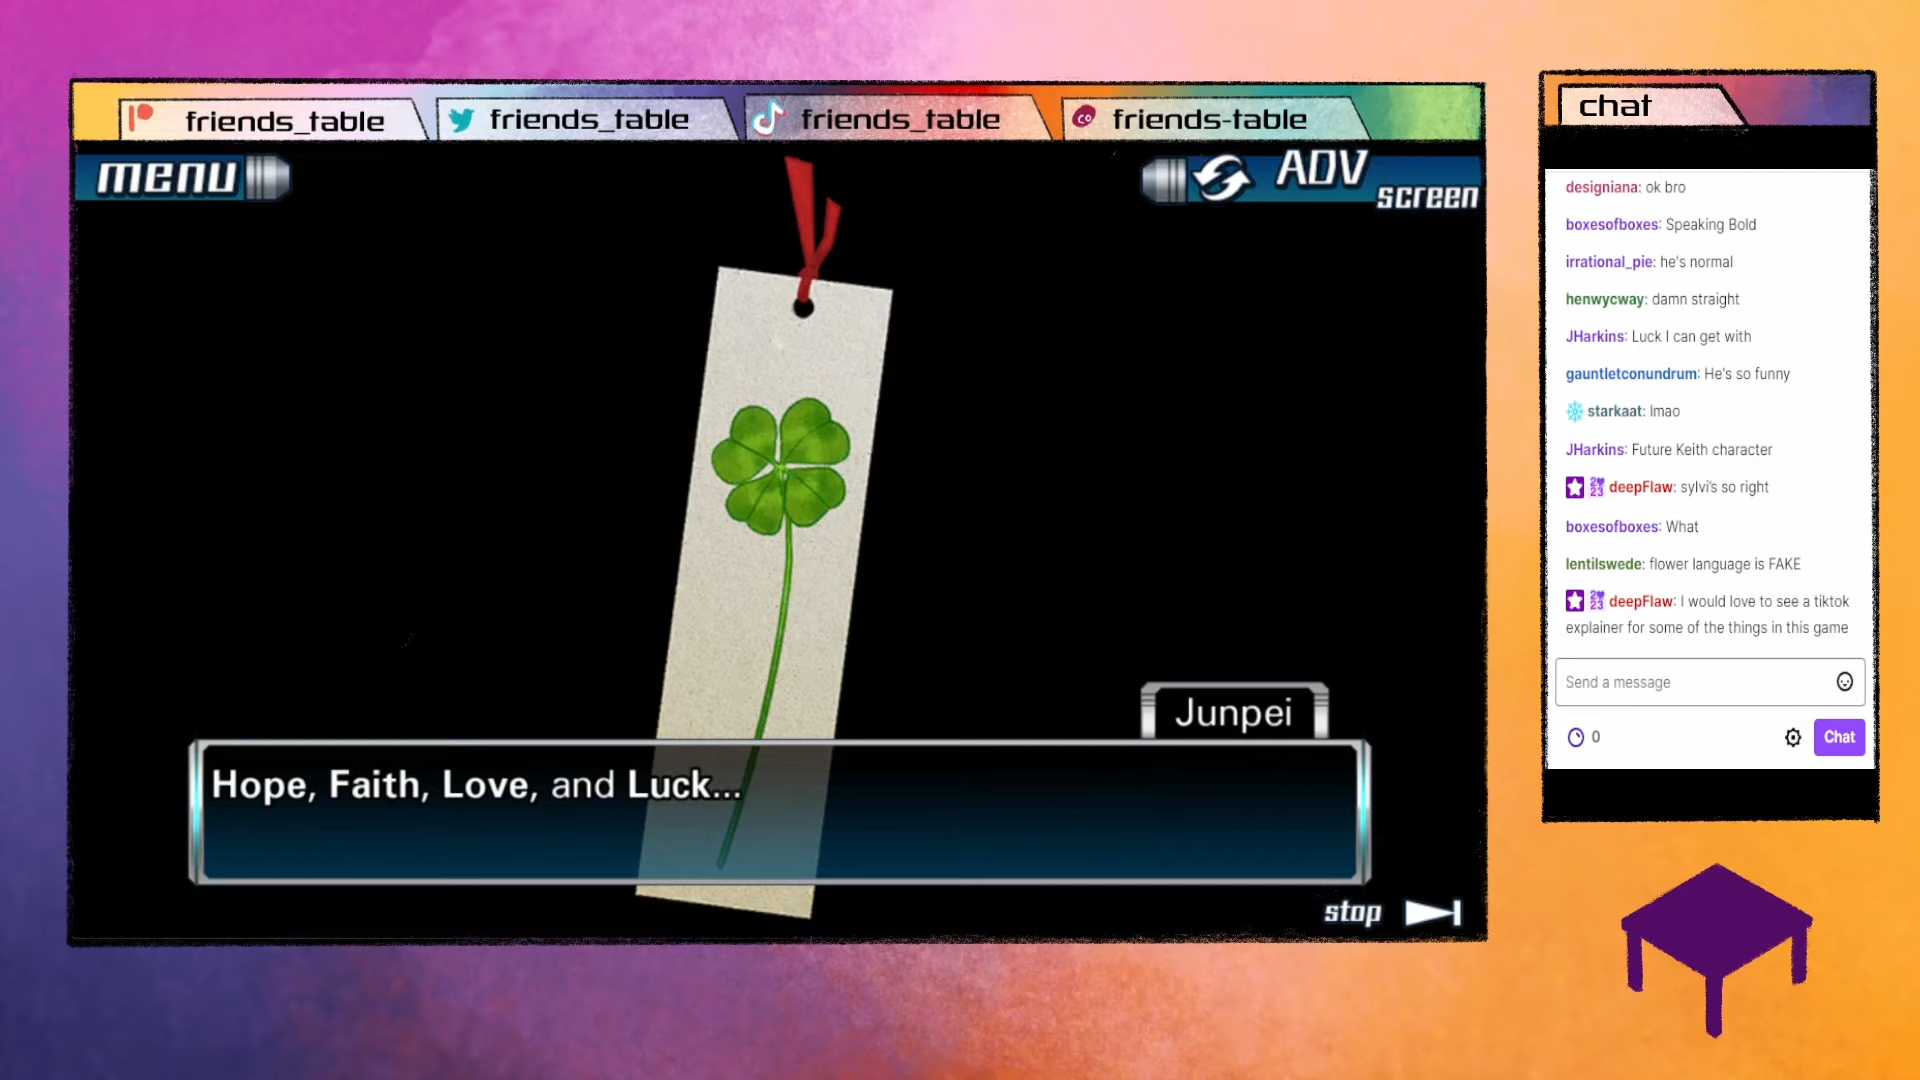 friends_table
friends_table
friends_table
friends-table
menu
ADV
screen
Junpei
Hope, Faith, Love, and Luck...
stop
chat
designiana: ok bro
boxesofboxes: Speaking Bold
irrational_pie: he's normal
henwycway: damn straight
JHarkins: Luck I can get with
gauntletconundrum: He's so funny
starkaat: lmao
JHarkins: Future Keith character
deepFlaw: sylvi's so right
boxesofboxes: What
lentilswede: flower language is FAKE
deepFlaw: I would love to see a tiktok
explainer for some of the things in this game
Send a message
0
Chat